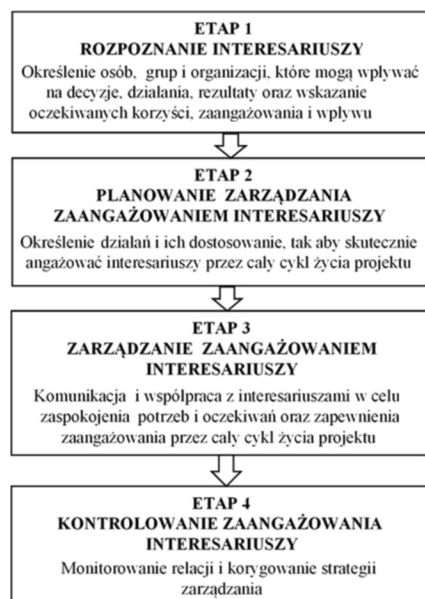 ETAP 1
ROZPOZNANIE INTERESARIUSZY
Określenie osób, grup i organizacji, które mogą wpływać
na decyzje, działania, rezultaty oraz wskazanie
oczekiwanych korzyści, zaangażowania i wpływu
ETAP 2
PLANOWANIE ZARZĄDZANIA
ZAANGAŻOWANIEM INTERESARIUSZY
Określenie działań i ich dostosowanie, tak aby skutecznie
angażować interesariuszy przez cały cykl życia projektu
ETAP 3
ZARZĄDZANIE ZAANGAŻOWANIEM
INTERESARIUSZY
Komunikacja i współpraca z interesariuszami w celu
zaspokojenia potrzeb i oczekiwań oraz zapewnienia
zaangażowania przez cały cykl życia projektu
ETAP 4
KONTROLOWANIE ZAANGAŻOWANIA
INTERESARIUSZY
Monitorowanie relacji i korygowanie strategii
zarządzania